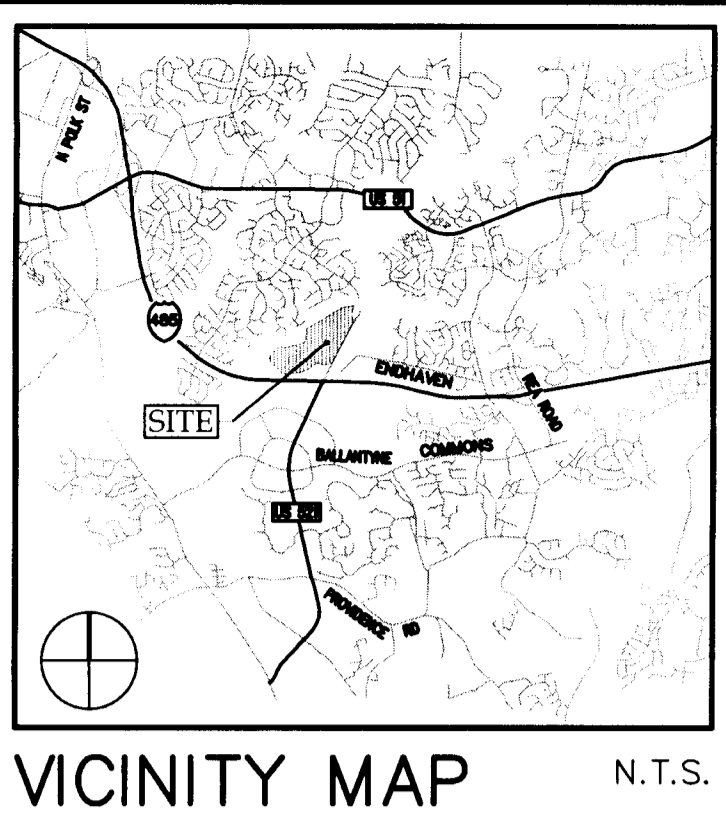 N POLK ST
US 51
485
ENDHAVEN
REA ROAD
SITE
BALLANTYNE COMMONS
US 521
PROVIDENCE RD
VICINITY MAP N.T.S.